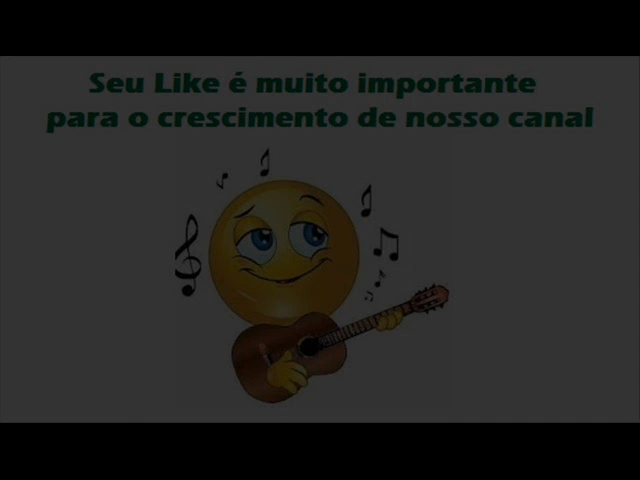 Seu Like é muito importante
para o crescimento de nosso canal